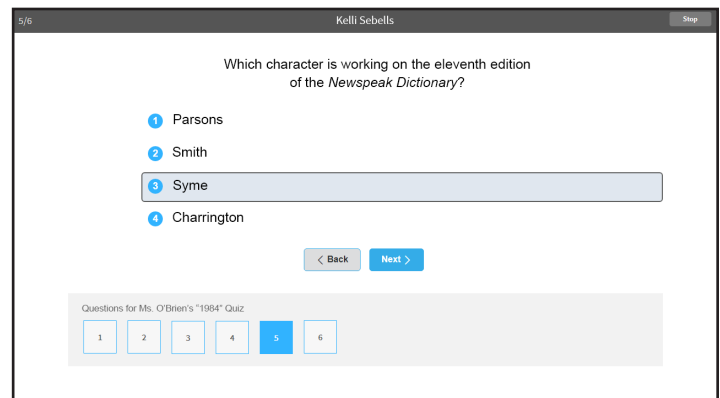 5/6
Kelli Sebells
Stop
Which character is working on the eleventh edition
of the Newspeak Dictionary?
1 Parsons
2 Smith
3 Syme
4 Charrington
< Back
Next >
Questions for Ms. O'Brien's "1984" Quiz
1 2 3 4 5 6